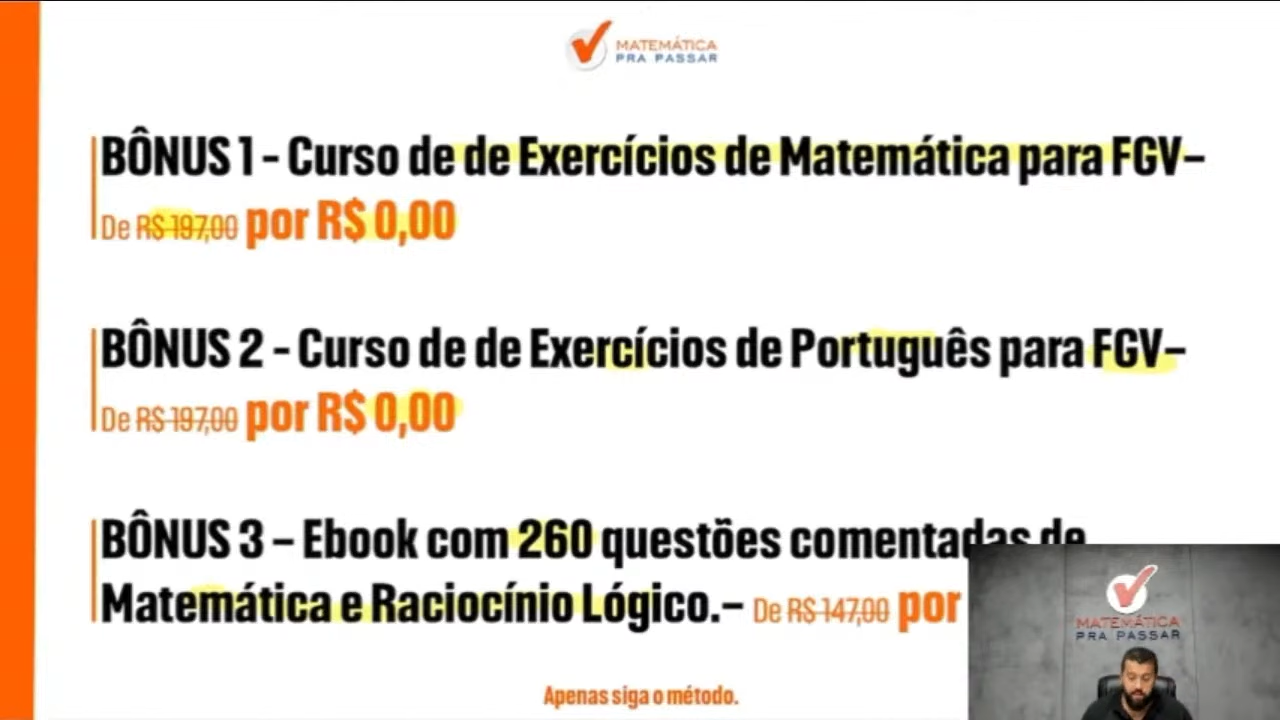 MATEMÁTICA
PRA PASSAR
BÔNUS 1 - Curso de de Exercícios de Matemática para FGV–
De R$ 197,00 por R$ 0,00
BÔNUS 2 - Curso de de Exercícios de Português para FGV–
De R$ 197,00 por R$ 0,00
BÔNUS 3 – Ebook com 260 questões comentadas de
Matemática e Raciocínio Lógico.– De R$ 147,00 por
MATEMÁTICA
PRA PASSAR
Apenas siga o método.